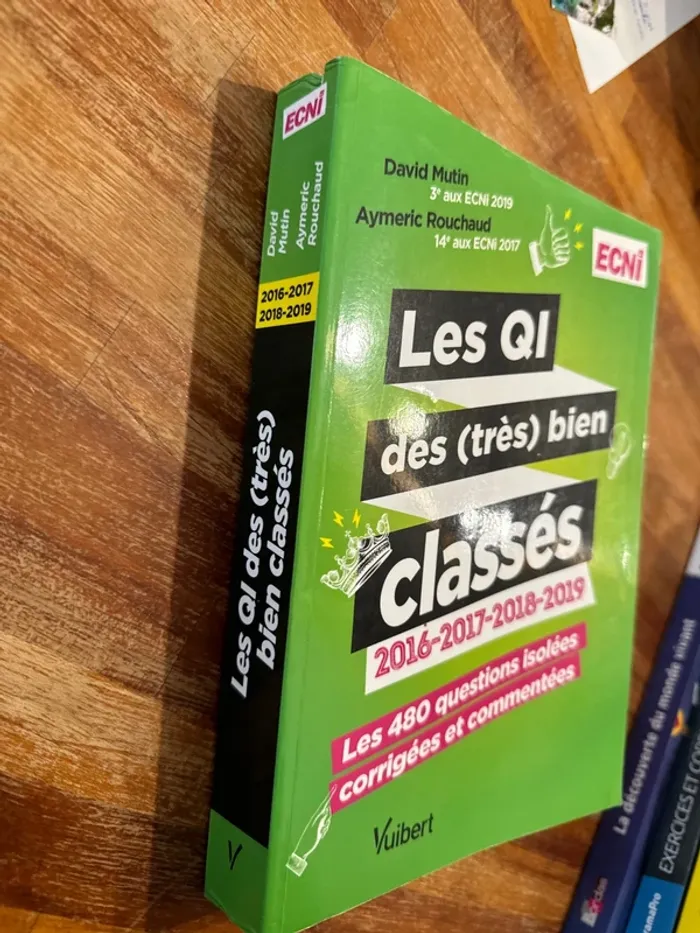 David Mutin
3e aux ECNi 2019
Aymeric Rouchaud
14e aux ECNi 2017
ECNi
Les QI
des (très) bien
classés
2016-2017-2018-2019
Les 480 questions isolées
corrigées et commentées
Vuibert
ECNi
David
Mutin
Aymeric
Rouchaud
2016-2017
2018-2019
Les QI des (très)
bien classés
V
La découverte du monde vivant
EXERCICES ET CO
ramaPro